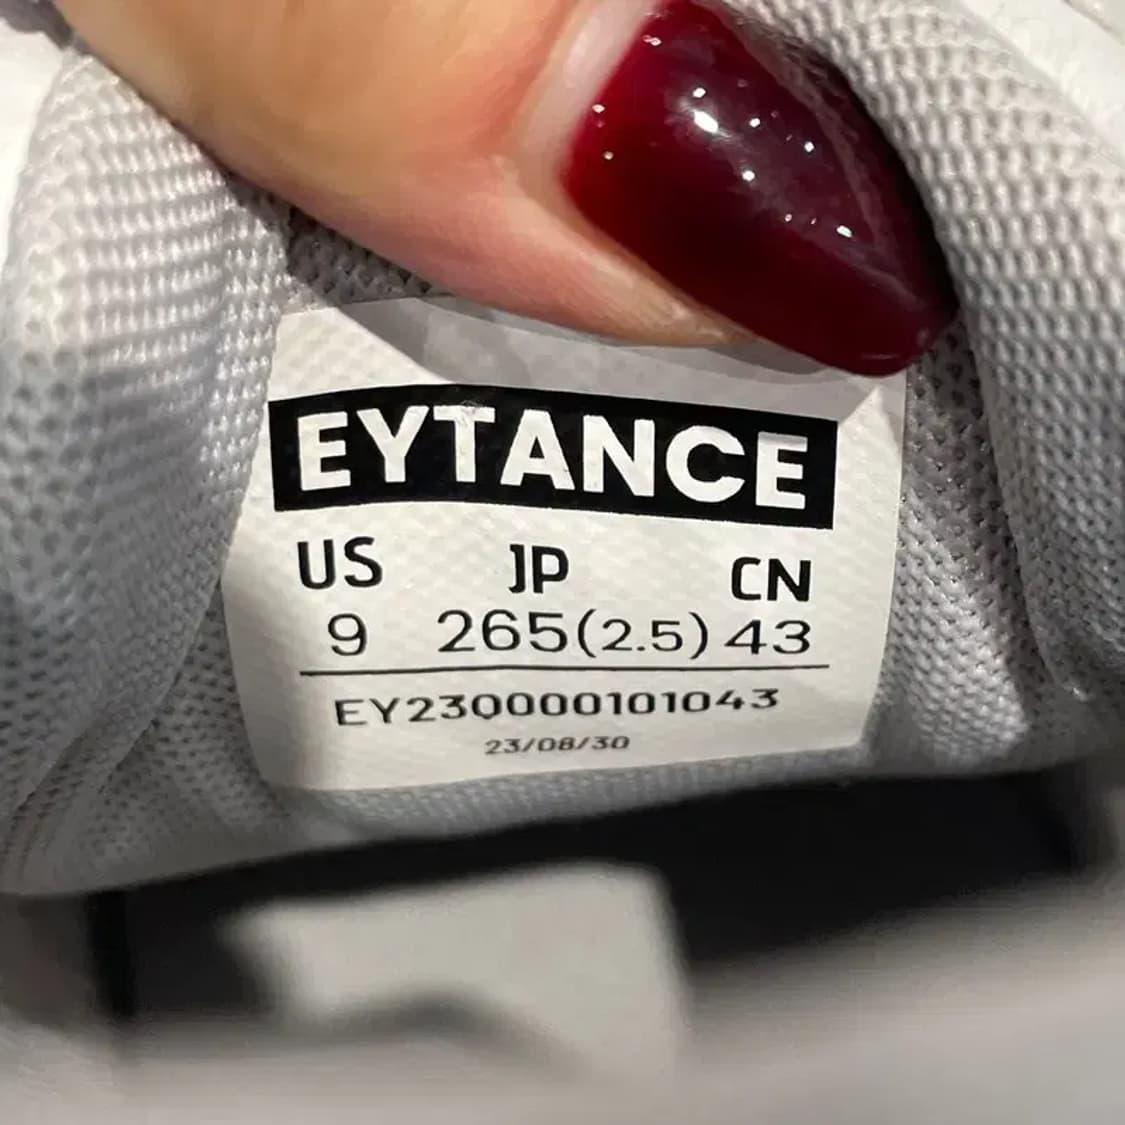 EYTANCE
US JP CN
9 265(2.5) 43
EY230000101043
23/08/30